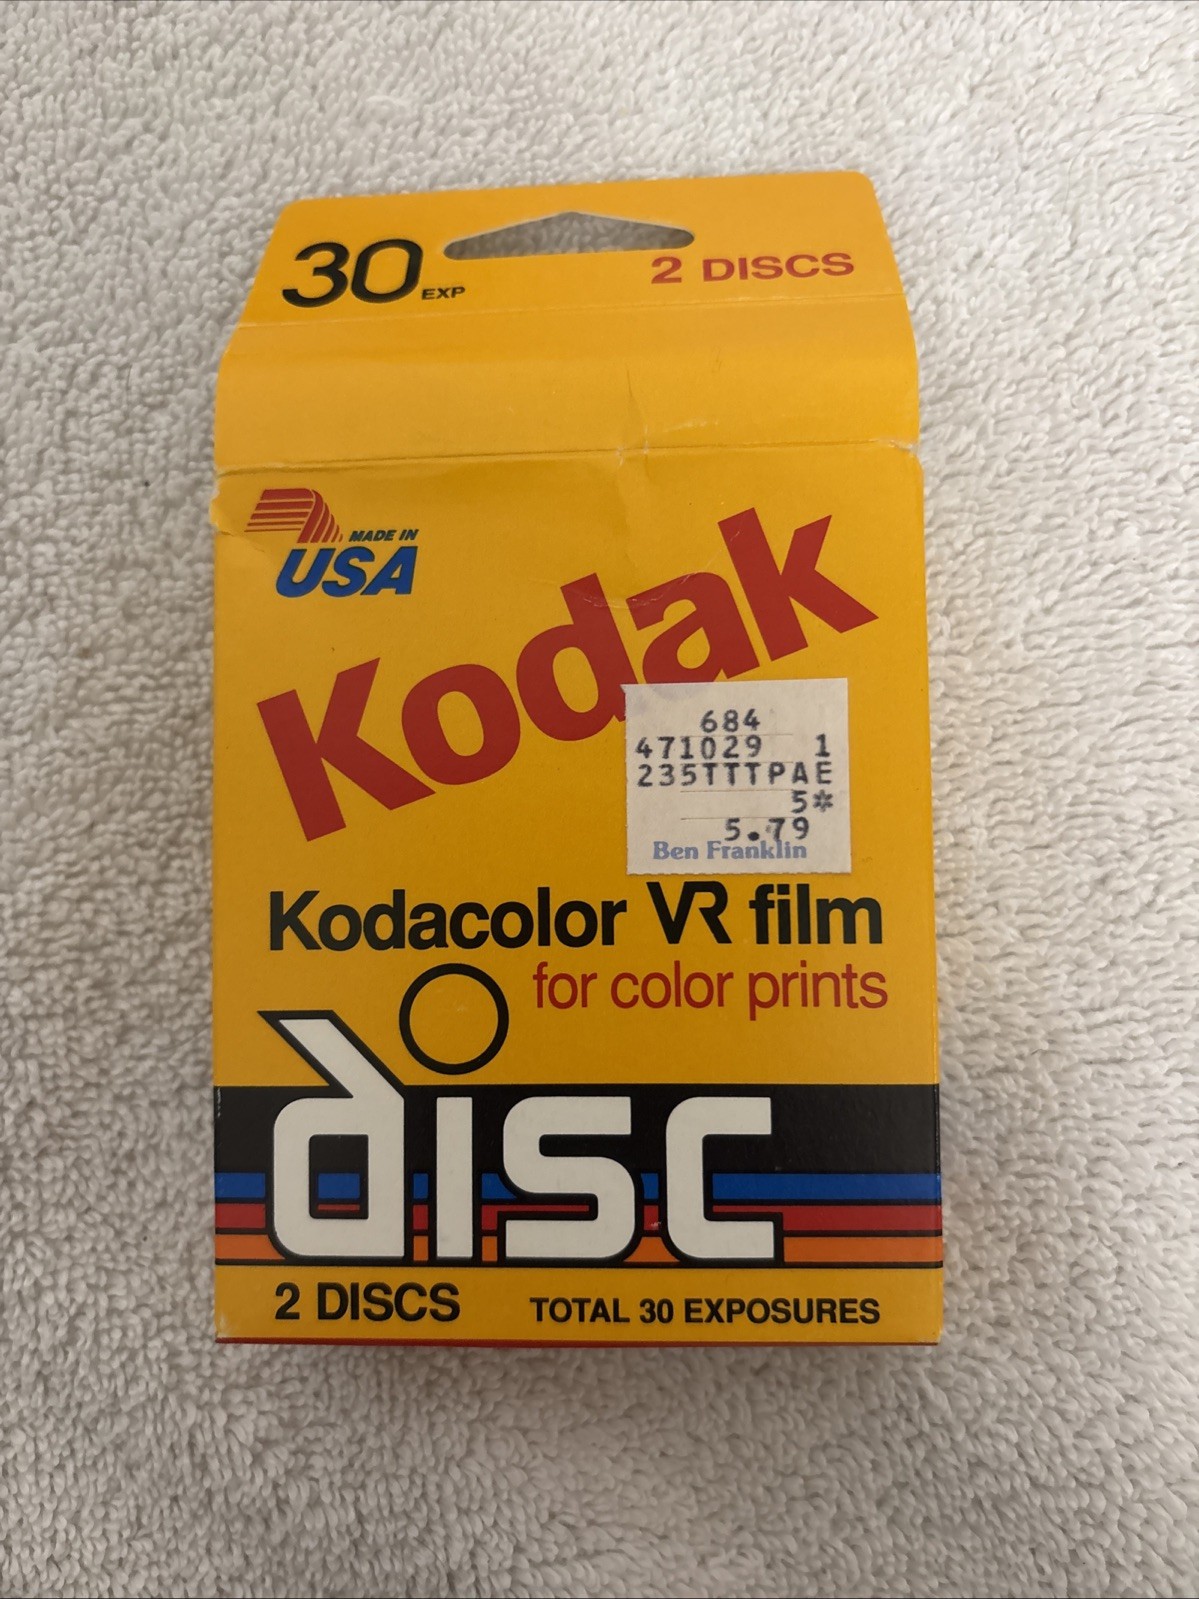 30 EXP 2 DISCS
MADE IN
USA
Kodak
684
471029 1
235TTTPAE
5*
5.79
Ben Franklin
Kodacolor VR film
for color prints
disc
2 DISCS TOTAL 30 EXPOSURES